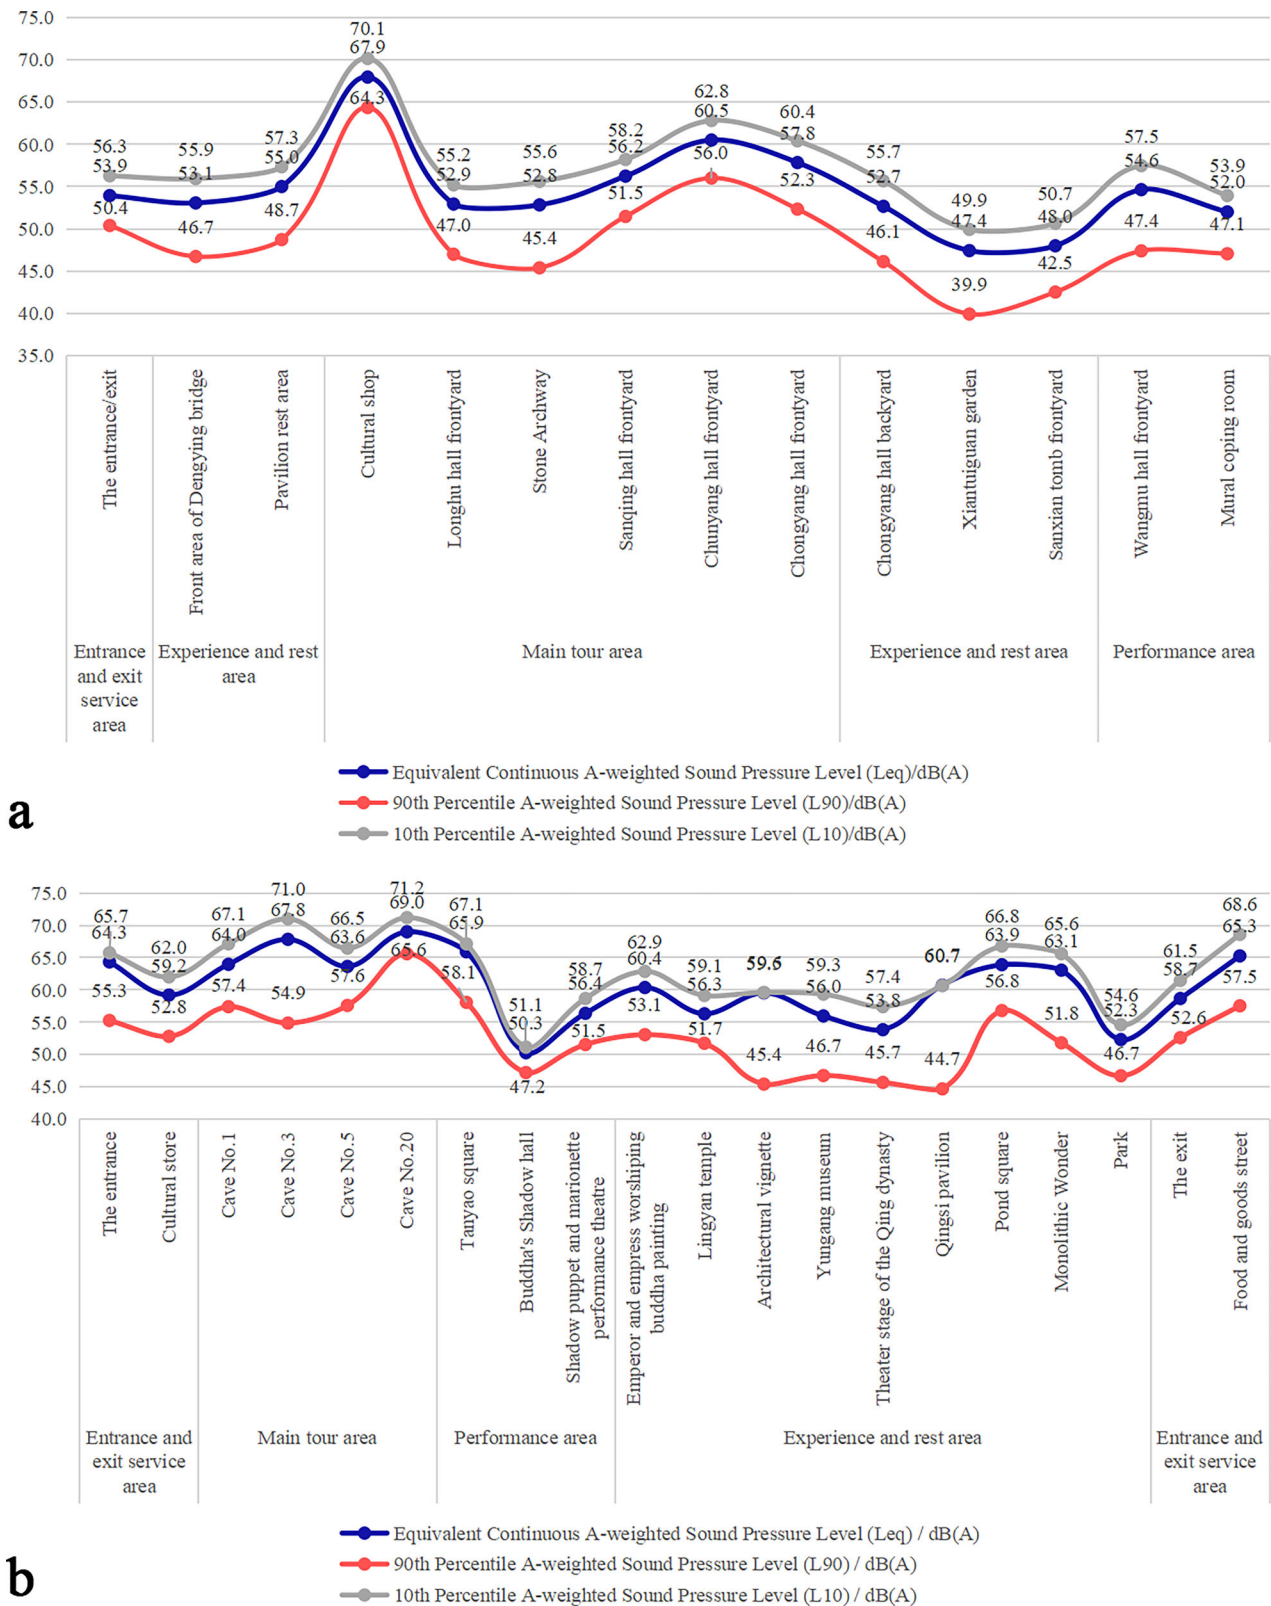 75.0
70.0
65.0
60.0
55.0
50.0
45.0
40.0
35.0
56.3
53.9
50.4
55.9
53.1
46.7
57.3
55.0
48.7
70.1
67.9
64.3
55.2
52.9
47.0
55.6
52.8
45.4
58.2
56.2
51.5
62.8
60.5
56.0
60.4
57.8
52.3
55.7
52.7
46.1
49.9
47.4
39.9
50.7
48.0
42.5
57.5
54.6
47.4
53.9
52.0
47.1
The entrance/exit
Front area of Dengying bridge
Pavilion rest area
Cultural shop
Longhu hall frontyard
Stone Archway
Sanqing hall frontyard
Chunyang hall frontyard
Chongyang hall frontyard
Chongyang hall backyard
Xiantuiguan garden
Sanxian tomb frontyard
Wangmu hall frontyard
Mural coping room
Entrance
and exit
service
area
Experience and rest
area
Main tour area
Experience and rest area
Performance area
Equivalent Continuous A-weighted Sound Pressure Level (Leq)/dB(A)
90th Percentile A-weighted Sound Pressure Level (L90)/dB(A)
10th Percentile A-weighted Sound Pressure Level (L10)/dB(A)
a
75.0
70.0
65.0
60.0
55.0
50.0
45.0
40.0
65.7
64.3
55.3
62.0
59.2
52.8
67.1
64.0
57.4
71.0
67.8
54.9
66.5
63.6
57.6
71.2
69.0
65.6
67.1
65.9
58.1
51.1
50.3
47.2
58.7
56.4
51.5
62.9
60.4
53.1
59.1
56.3
51.7
59.6
59.6
45.4
59.3
56.0
46.7
57.4
53.8
45.7
60.7
60.7
44.7
66.8
63.9
56.8
65.6
63.1
51.8
54.6
52.3
46.7
61.5
58.7
52.6
68.6
65.3
57.5
The entrance
Cultural store
Cave No.1
Cave No.3
Cave No.5
Cave No.20
Tanyao square
Buddha's Shadow hall
Shadow puppet and marionette
performance theatre
Emperor and empress worshiping
buddha painting
Lingyan temple
Architectural vignette
Yungang museum
Theater stage of the Qing dynasty
Qingsi pavilion
Pond square
Monolithic Wonder
Park
The exit
Food and goods street
Entrance and
exit service
area
Main tour area
Performance area
Experience and rest area
Entrance and
exit service
area
Equivalent Continuous A-weighted Sound Pressure Level (Leq) / dB(A)
90th Percentile A-weighted Sound Pressure Level (L90) / dB(A)
10th Percentile A-weighted Sound Pressure Level (L10) / dB(A)
b